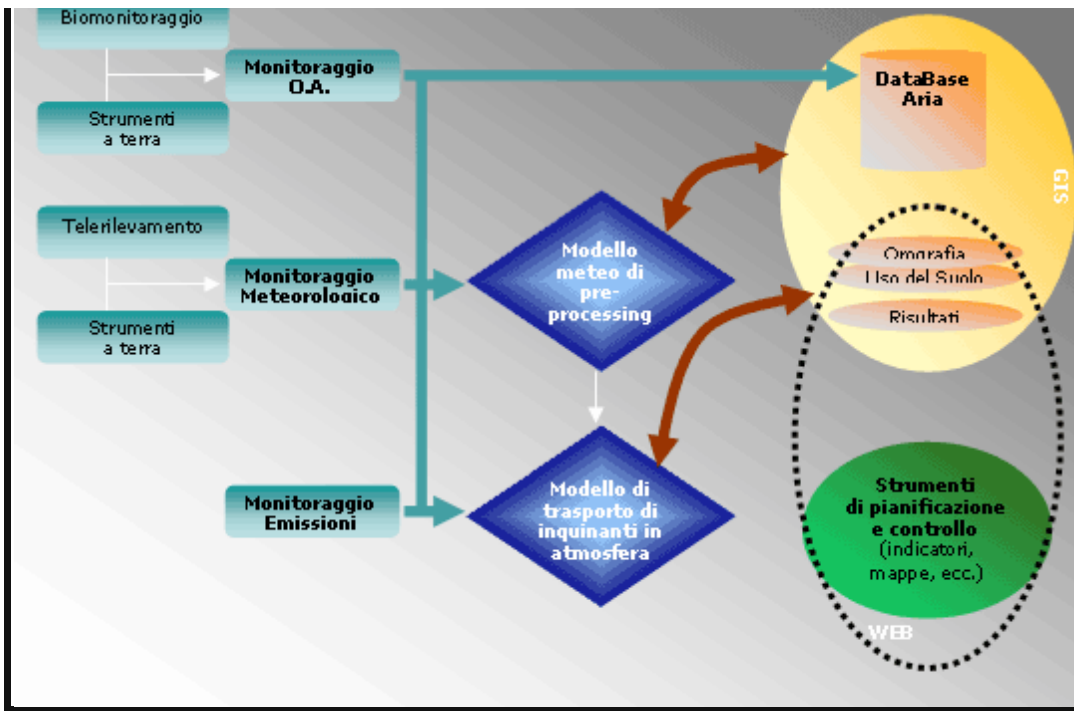 Biomonitoraggio
Monitoraggio
O.A.
Strumenti
a terra
DataBase
Aria
GIS
Telerilevamento
Monitoraggio
Meteorologico
Strumenti
a terra
Modello
meteo di
pre-
processing
Orografia
Uso del Suolo
Risultati
Monitoraggio
Emissioni
Modello di
trasporto di
inquinanti in
atmosfera
Strumenti
di pianificazione
e controllo
(indicatori,
mappe, ecc.)
WEB